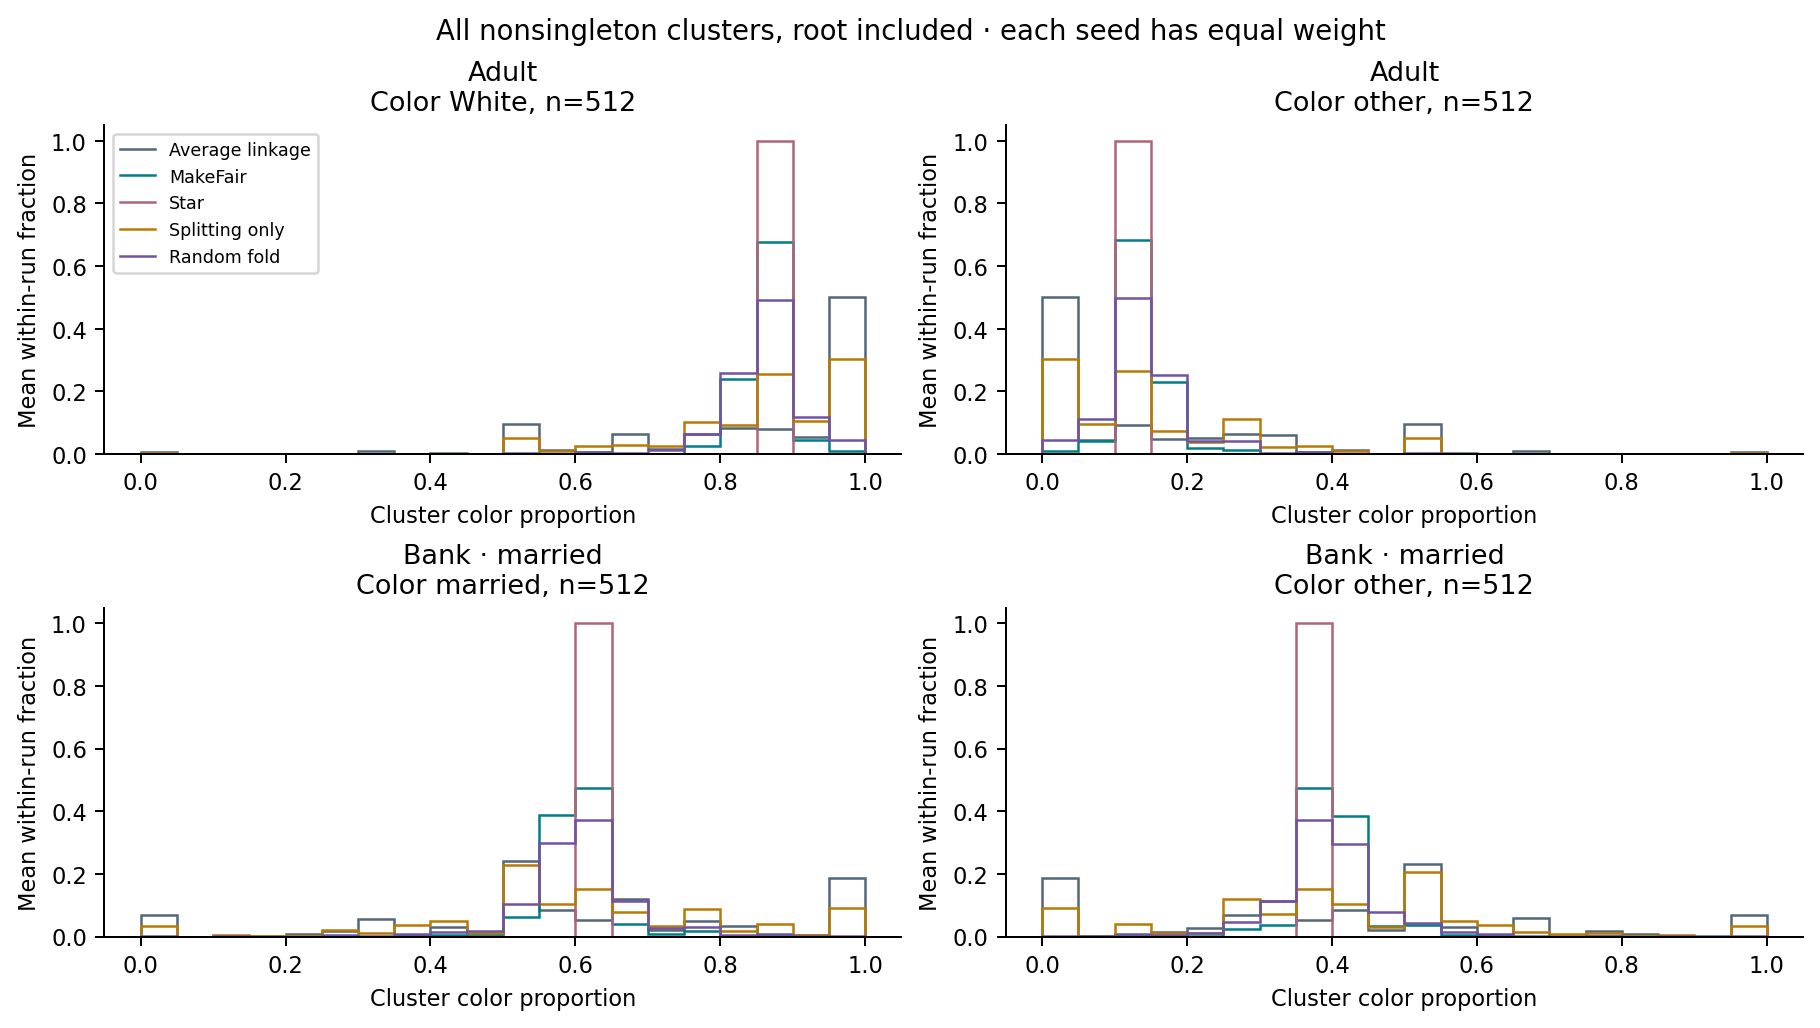 All nonsingleton clusters, root included · each seed has equal weight
Adult
Color White, n=512
Mean within-run fraction
1.0
0.8
0.6
0.4
0.2
0.0
Average linkage
MakeFair
Star
Splitting only
Random fold
0.0 0.2 0.4 0.6 0.8 1.0
Cluster color proportion
Adult
Color other, n=512
Mean within-run fraction
1.0
0.8
0.6
0.4
0.2
0.0
0.0 0.2 0.4 0.6 0.8 1.0
Cluster color proportion
Bank · married
Color married, n=512
Mean within-run fraction
1.0
0.8
0.6
0.4
0.2
0.0
0.0 0.2 0.4 0.6 0.8 1.0
Cluster color proportion
Bank · married
Color other, n=512
Mean within-run fraction
1.0
0.8
0.6
0.4
0.2
0.0
0.0 0.2 0.4 0.6 0.8 1.0
Cluster color proportion